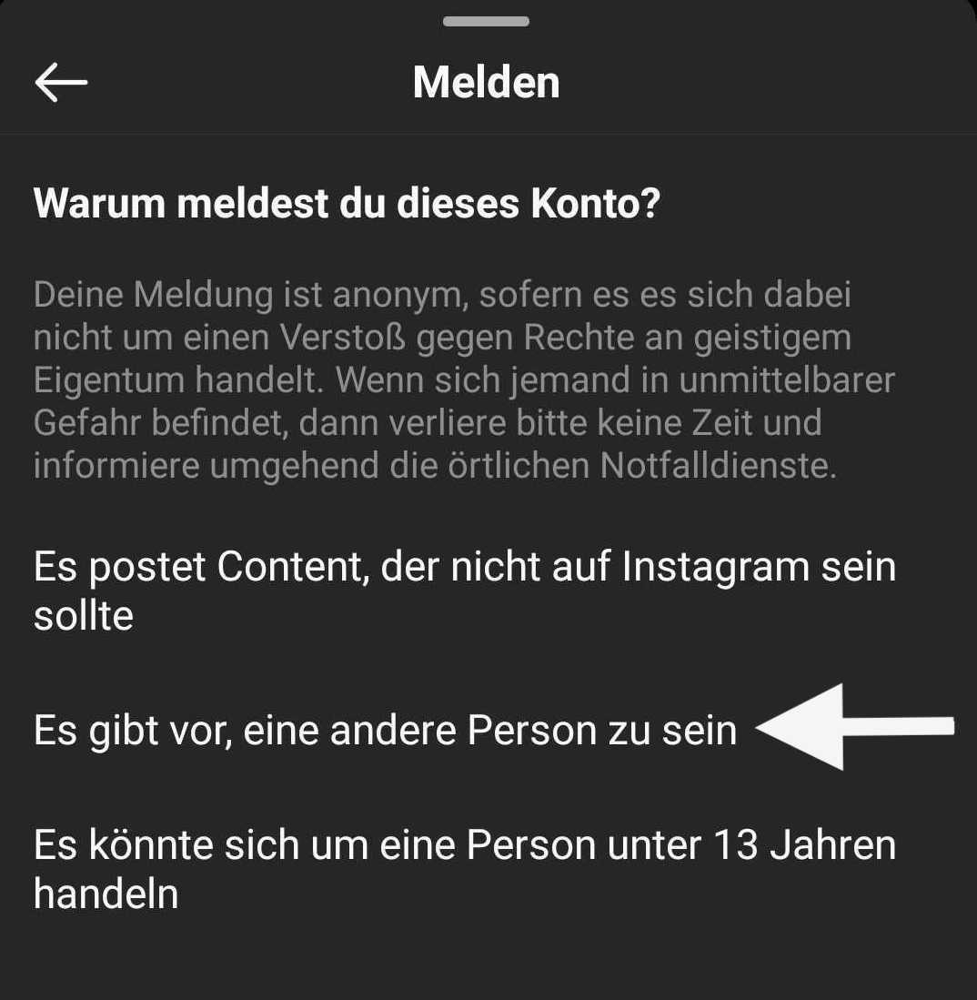 Melden
Warum meldest du dieses Konto?
Deine Meldung ist anonym, sofern es es sich dabei
nicht um einen Verstoß gegen Rechte an geistigem
Eigentum handelt. Wenn sich jemand in unmittelbarer
Gefahr befindet, dann verliere bitte keine Zeit und
informiere umgehend die örtlichen Notfalldienste.
Es postet Content, der nicht auf Instagram sein
sollte
Es gibt vor, eine andere Person zu sein
Es könnte sich um eine Person unter 13 Jahren
handeln